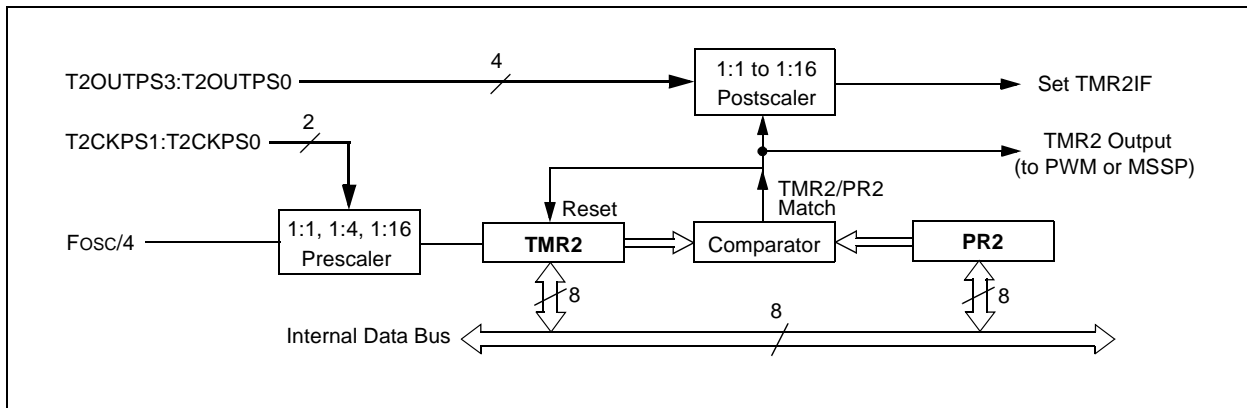 4
1:1 to 1:16
T2OUTPS3:T2OUTPS0
Postscaler
Set TMR2IF
2
T2CKPS1:T2CKPS0
TMR2 Output
(to PWM or MSSP)
TMR2/PR2
Match
Reset
1:1, 1:4, 1:16
Prescaler
FOSC/4
TMR2
Comparator
PR2
8
8
8
Internal Data Bus